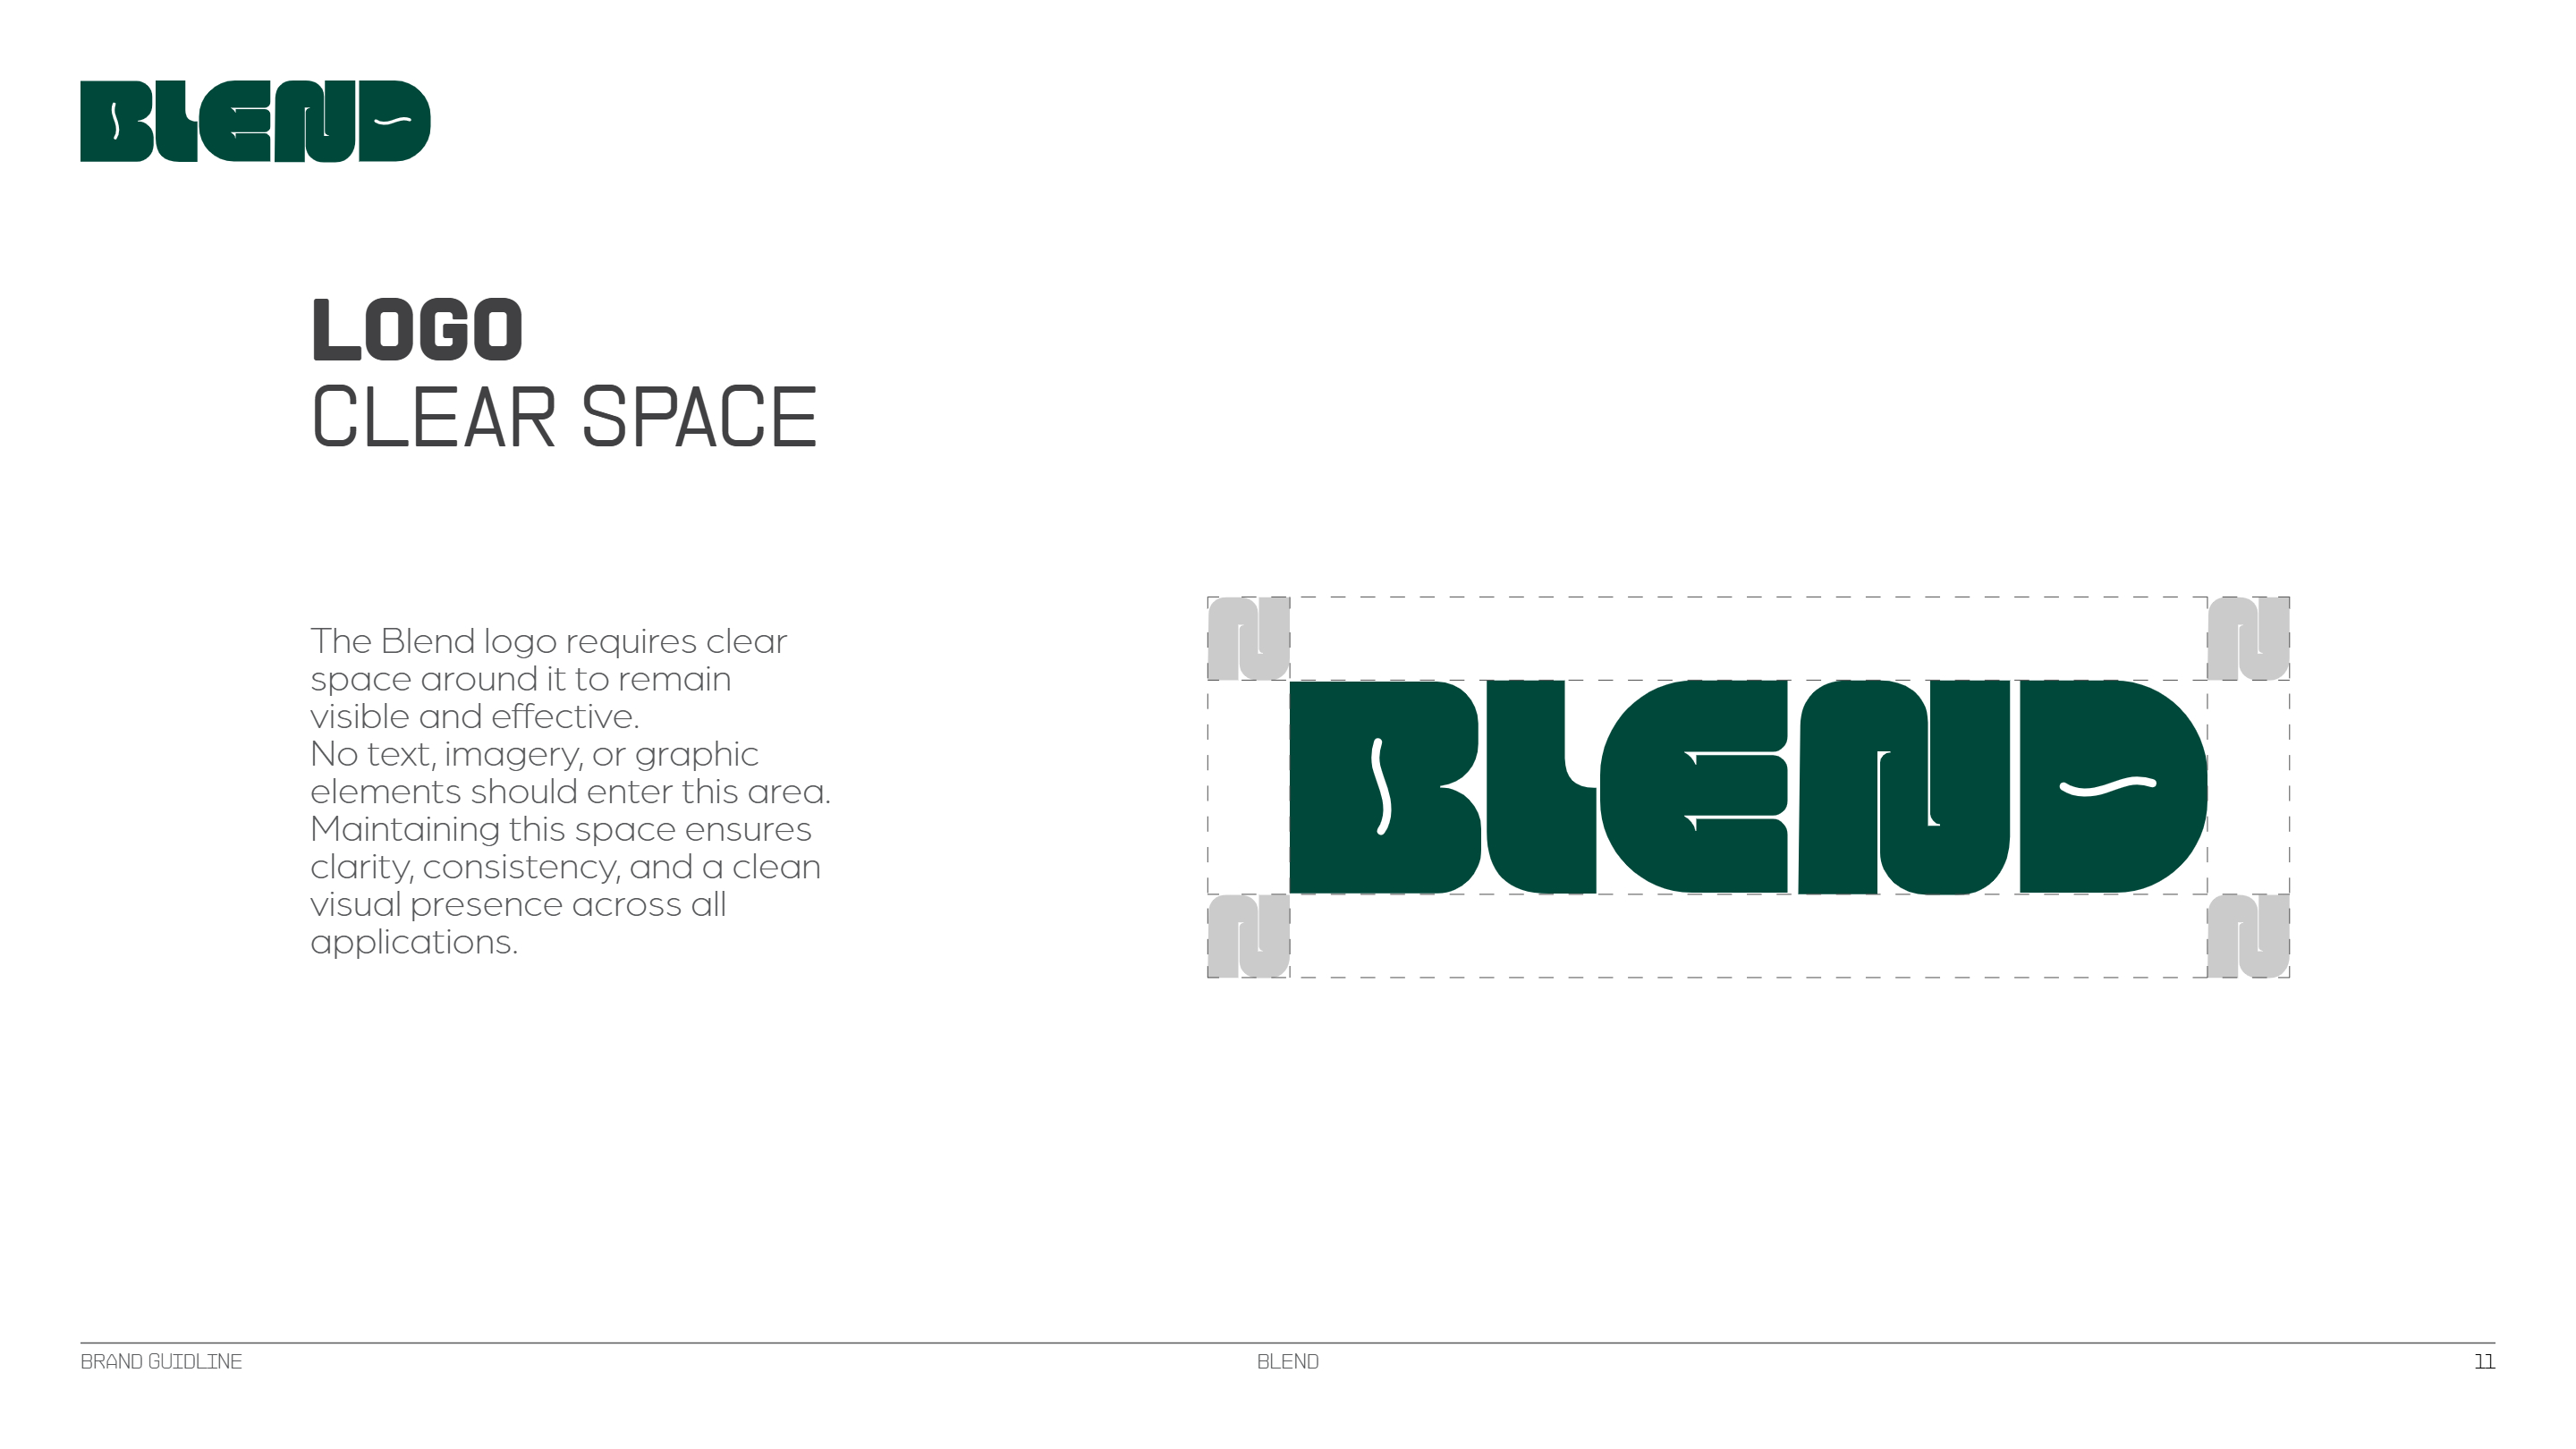 BLEND
LOGO
CLEAR SPACE
The Blend logo requires clear
space around it to remain
visible and effective.
No text, imagery, or graphic
elements should enter this area.
Maintaining this space ensures
clarity, consistency, and a clean
visual presence across all
applications.
N N
BLEND
N N
BRAND GUIDLINE BLEND 11